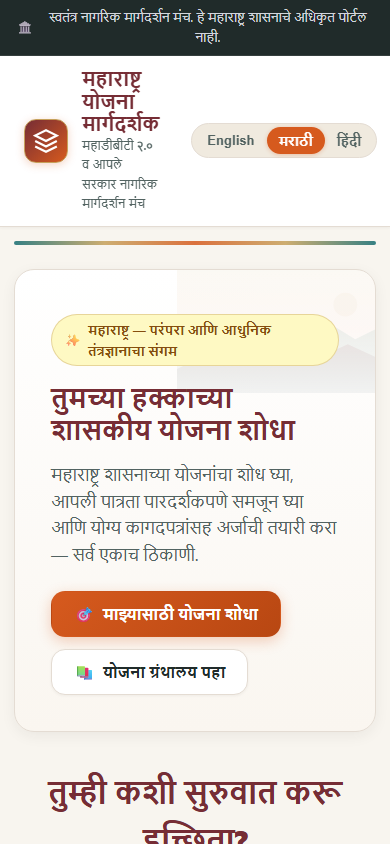 स्वतंत्र नागरिक मार्गदर्शन मंच. हे महाराष्ट्र शासनाचे अधिकृत पोर्टल
नाही.
महाराष्ट्र
योजना
मार्गदर्शक
महाडीबीटी २.०
व आपले
सरकार नागरिक
मार्गदर्शन मंच
English मराठी हिंदी
महाराष्ट्र — परंपरा आणि आधुनिक
तंत्रज्ञानाचा संगम
तुमच्या हक्काच्या
शासकीय योजना शोधा
महाराष्ट्र शासनाच्या योजनांचा शोध घ्या,
आपली पात्रता पारदर्शकपणे समजून घ्या
आणि योग्य कागदपत्रांसह अर्जाची तयारी करा
— सर्व एकाच ठिकाणी.
माझ्यासाठी योजना शोधा
योजना ग्रंथालय पहा
तुम्ही कशी सुरुवात करू
इच्छिता?